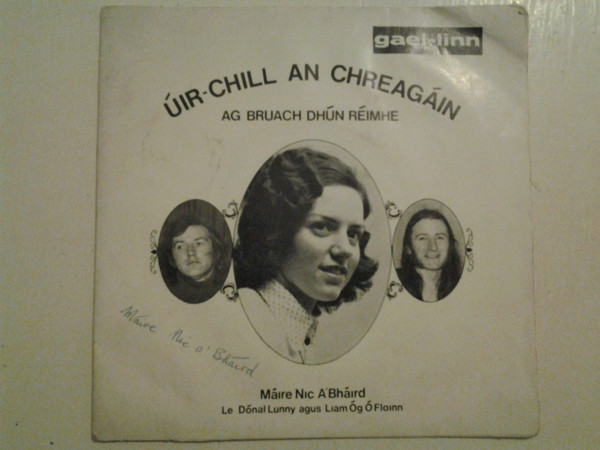 gael-linn
ÚIR-CHILL AN CHREAGÁIN
AG BRUACH DHÚN RÉIMHE
Máire Nic o' Bháird
Máire Nic A'Bháird
Le Dónal Lunny agus Liam Óg Ó Floinn